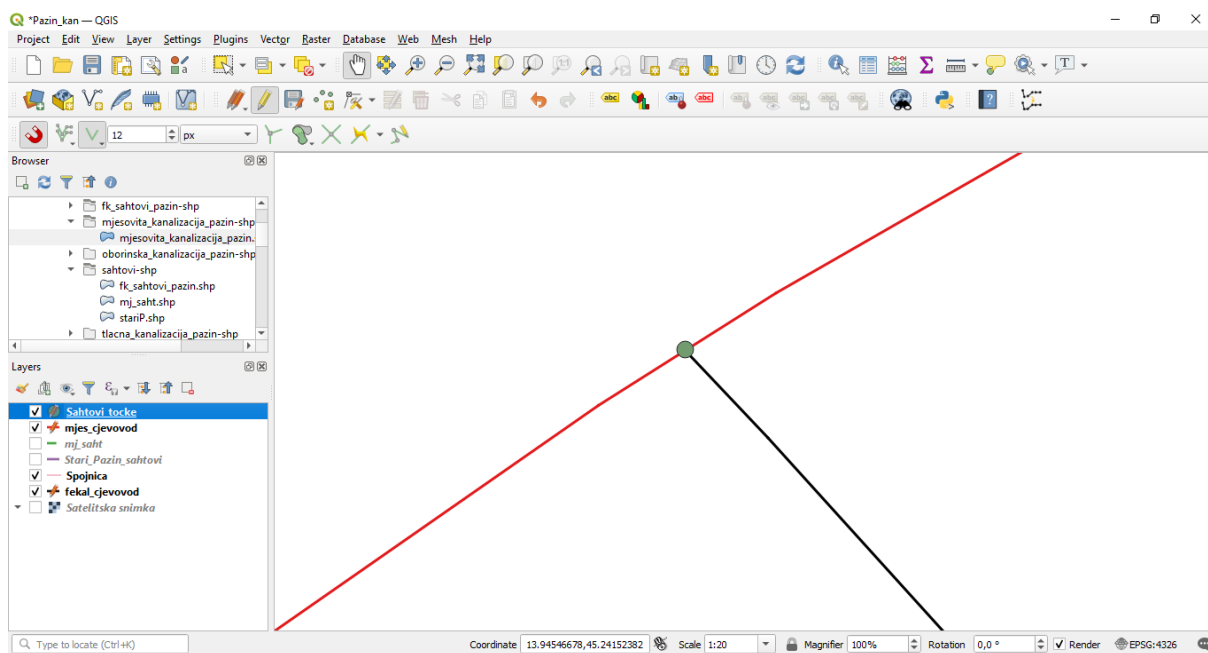 *Pazin_kan — QGIS
Project Edit View Layer Settings Plugins Vector Raster Database Web Mesh Help
12 px
Browser
fk_sahtovi_pazin-shp
mjesovita_kanalizacija_pazin-shp
mjesovita_kanalizacija_pazin.
oborinska_kanalizacija_pazin-shp
sahtovi-shp
fk_sahtovi_pazin.shp
mj_saht.shp
stariP.shp
tlacna_kanalizacija_pazin-shp
Layers
Sahtovi_tocke
mjes_cjevovod
mj_saht
Stari_Pazin_sahtovi
Spojnica
fekal_cjevovod
Satelitska snimka
Type to locate (Ctrl+K) Coordinate 13.94546678,45.24152382 Scale 1:20 Magnifier 100% Rotation 0,0 ° Render EPSG:4326